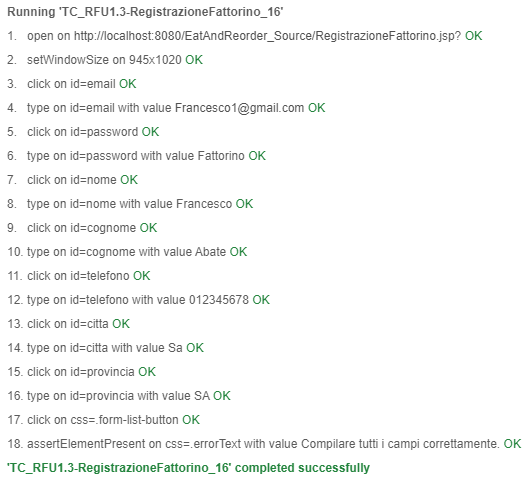 Running 'TC_RFU1.3-RegistrazioneFattorino_16'
1. open on http://localhost:8080/EatAndReorder_Source/RegistrazioneFattorino.jsp? OK
2. setWindowSize on 945x1020 OK
3. click on id=email OK
4. type on id=email with value Francesco1@gmail.com OK
5. click on id=password OK
6. type on id=password with value Fattorino OK
7. click on id=nome OK
8. type on id=nome with value Francesco OK
9. click on id=cognome OK
10. type on id=cognome with value Abate OK
11. click on id=telefono OK
12. type on id=telefono with value 012345678 OK
13. click on id=citta OK
14. type on id=citta with value Sa OK
15. click on id=provincia OK
16. type on id=provincia with value SA OK
17. click on css=.form-list-button OK
18. assertElementPresent on css=.errorText with value Compilare tutti i campi correttamente. OK
'TC_RFU1.3-RegistrazioneFattorino_16' completed successfully